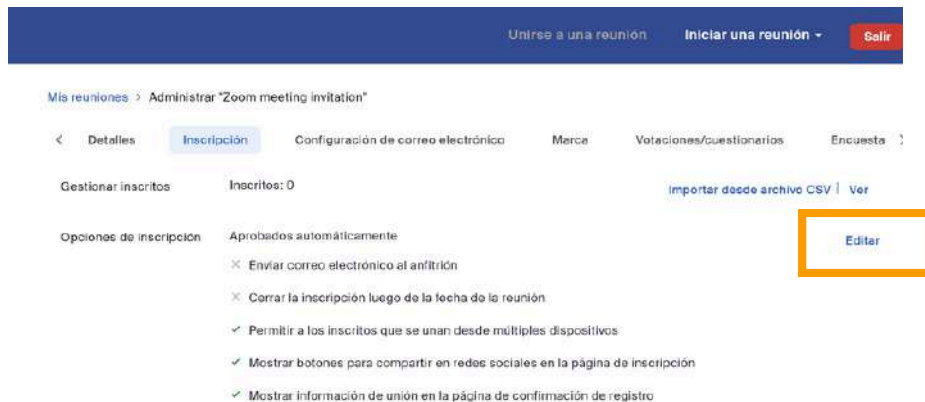 Unirse a una reunión Iniciar una reunión Salir
Mis reuniones > Administrar "Zoom meeting invitation"
< Detalles Inscripción Configuración de correo electrónico Marca Votaciones/cuestionarios Encuesta >
Gestionar inscritos Inscritos: 0 Importar desde archivo CSV | Ver
Opciones de inscripción Aprobados automáticamente Editar
× Enviar correo electrónico al anfitrión
× Cerrar la inscripción luego de la fecha de la reunión
✓ Permitir a los inscritos que se unan desde múltiples dispositivos
✓ Mostrar botones para compartir en redes sociales en la página de inscripción
✓ Mostrar información de unión en la página de confirmación de registro